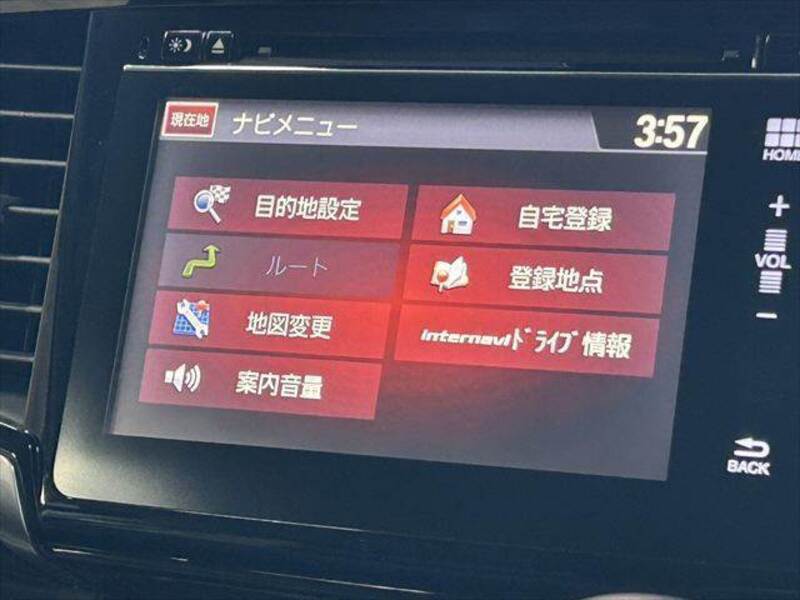 現在地 ナビメニュー 3:57
目的地設定
自宅登録
ルート
登録地点
地図変更
internaviドライブ情報
案内音量
HOME
+
VOL
−
BACK